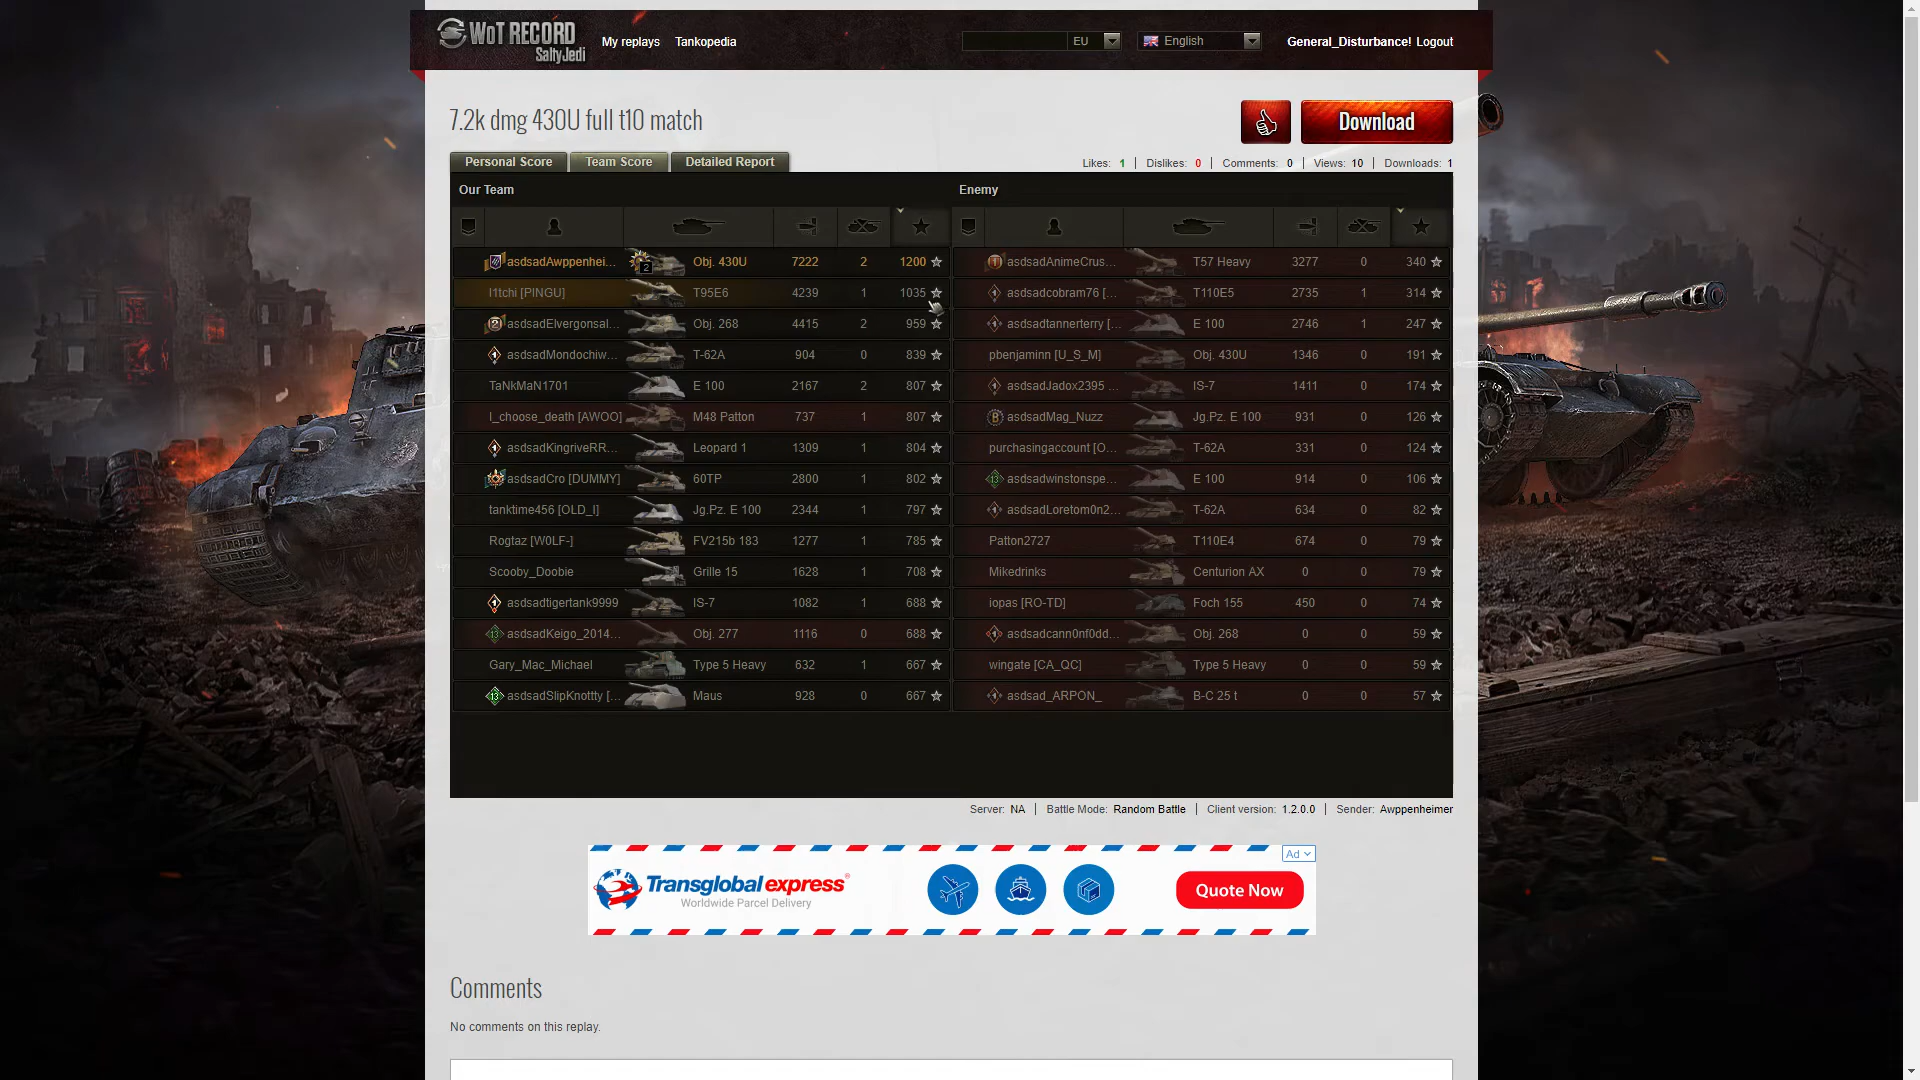 WoT RECORD
SaltyJedi
My replays Tankopedia
EU
English
General_Disturbance! Logout
7.2k dmg 430U full t10 match
Download
Personal Score Team Score Detailed Report
Likes: 1 | Dislikes: 0 | Comments: 0 | Views: 10 | Downloads: 1
Our Team Enemy
asdsadAwppenhei... 2 Obj. 430U 7222 2 1200 asdsadAnimeCrus... T57 Heavy 3277 0 340
l1tchi [PINGU] T95E6 4239 1 1035 asdsadcobram76 [... T110E5 2735 1 314
2 asdsadElvergonsal... Obj. 268 4415 2 959 asdsadtannerterry [... E 100 2746 1 247
1 asdsadMondochiw... T-62A 904 0 839 pbenjaminn [U_S_M] Obj. 430U 1346 0 191
TaNkMaN1701 E 100 2167 2 807 asdsadJadox2395 ... IS-7 1411 0 174
I_choose_death [AWOO] M48 Patton 737 1 807 asdsadMag_Nuzz Jg.Pz. E 100 931 0 126
1 asdsadKingriveRR... Leopard 1 1309 1 804 purchasingaccount [O... T-62A 331 0 124
asdsadCro [DUMMY] 60TP 2800 1 802 13 asdsadwinstonspe... E 100 914 0 106
tanktime456 [OLD_I] Jg.Pz. E 100 2344 1 797 asdsadLoretom0n2... T-62A 634 0 82
Rogtaz [W0LF-] FV215b 183 1277 1 785 Patton2727 T110E4 674 0 79
Scooby_Doobie Grille 15 1628 1 708 Mikedrinks Centurion AX 0 0 79
1 asdsadtigertank9999 IS-7 1082 1 688 iopas [RO-TD] Foch 155 450 0 74
13 asdsadKeigo_2014... Obj. 277 1116 0 688 asdsadcann0nf0dd... Obj. 268 0 0 59
Gary_Mac_Michael Type 5 Heavy 632 1 667 wingate [CA_QC] Type 5 Heavy 0 0 59
13 asdsadSlipKnottty [... Maus 928 0 667 asdsad_ARPON_ B-C 25 t 0 0 57
Server: NA | Battle Mode: Random Battle | Client version: 1.2.0.0 | Sender: Awppenheimer
Ad
Transglobal express®
Worldwide Parcel Delivery
Quote Now
Comments
No comments on this replay.